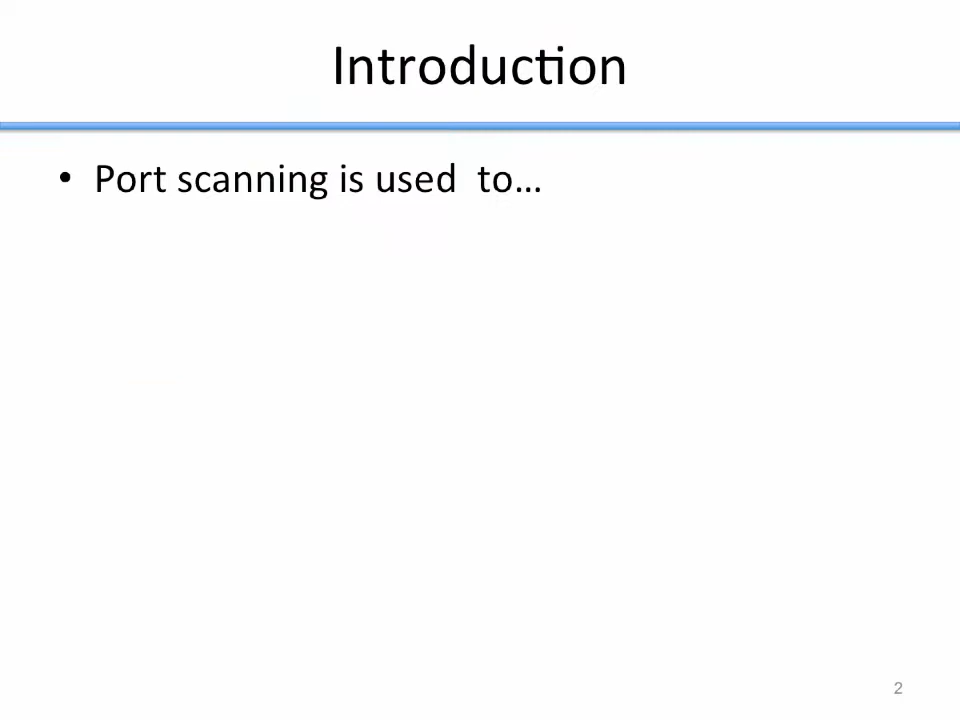 Introduction
• Port scanning is used  to…
2